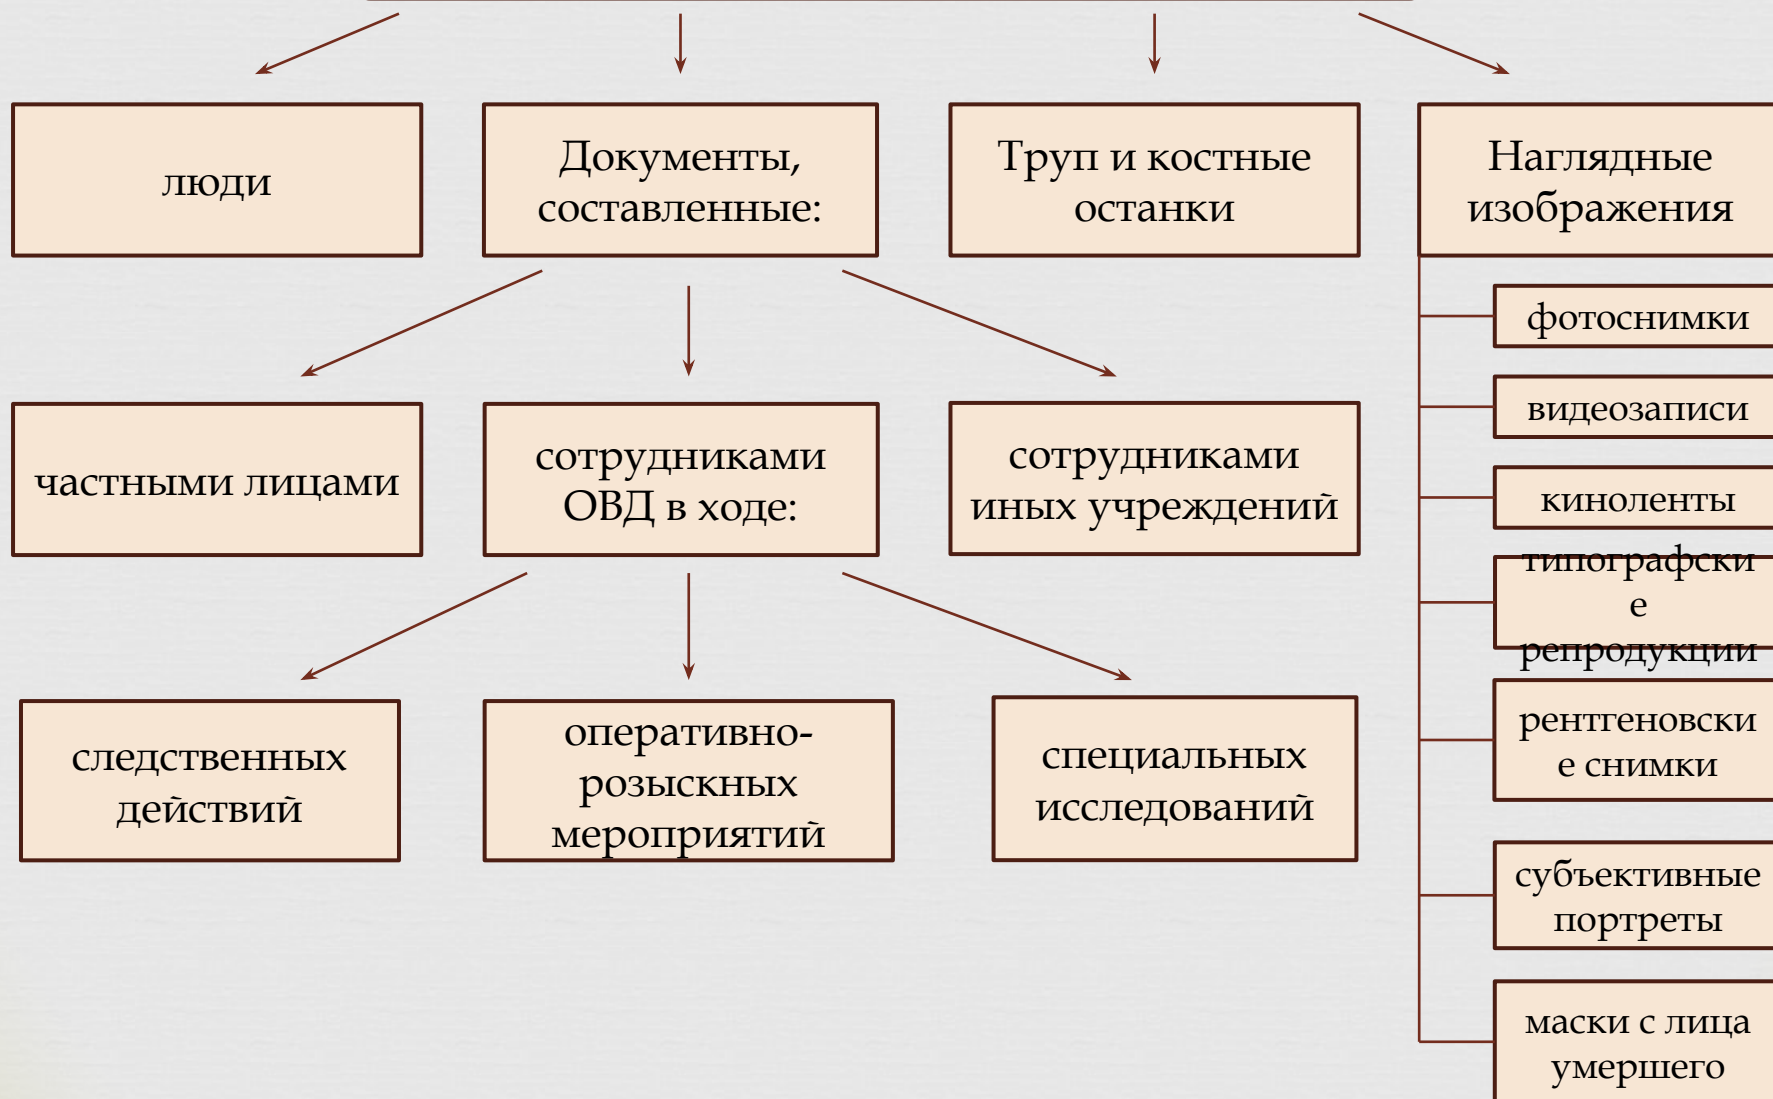 люди
Документы,
составленные:
Труп и костные
останки
Наглядные
изображения
фотоснимки
видеозаписи
киноленты
типографски
е
репродукции
рентгеновски
е снимки
субъективные
портреты
маски с лица
умершего
частными лицами
сотрудниками
ОВД в ходе:
сотрудниками
иных учреждений
следственных
действий
оперативно-
розыскных
мероприятий
специальных
исследований